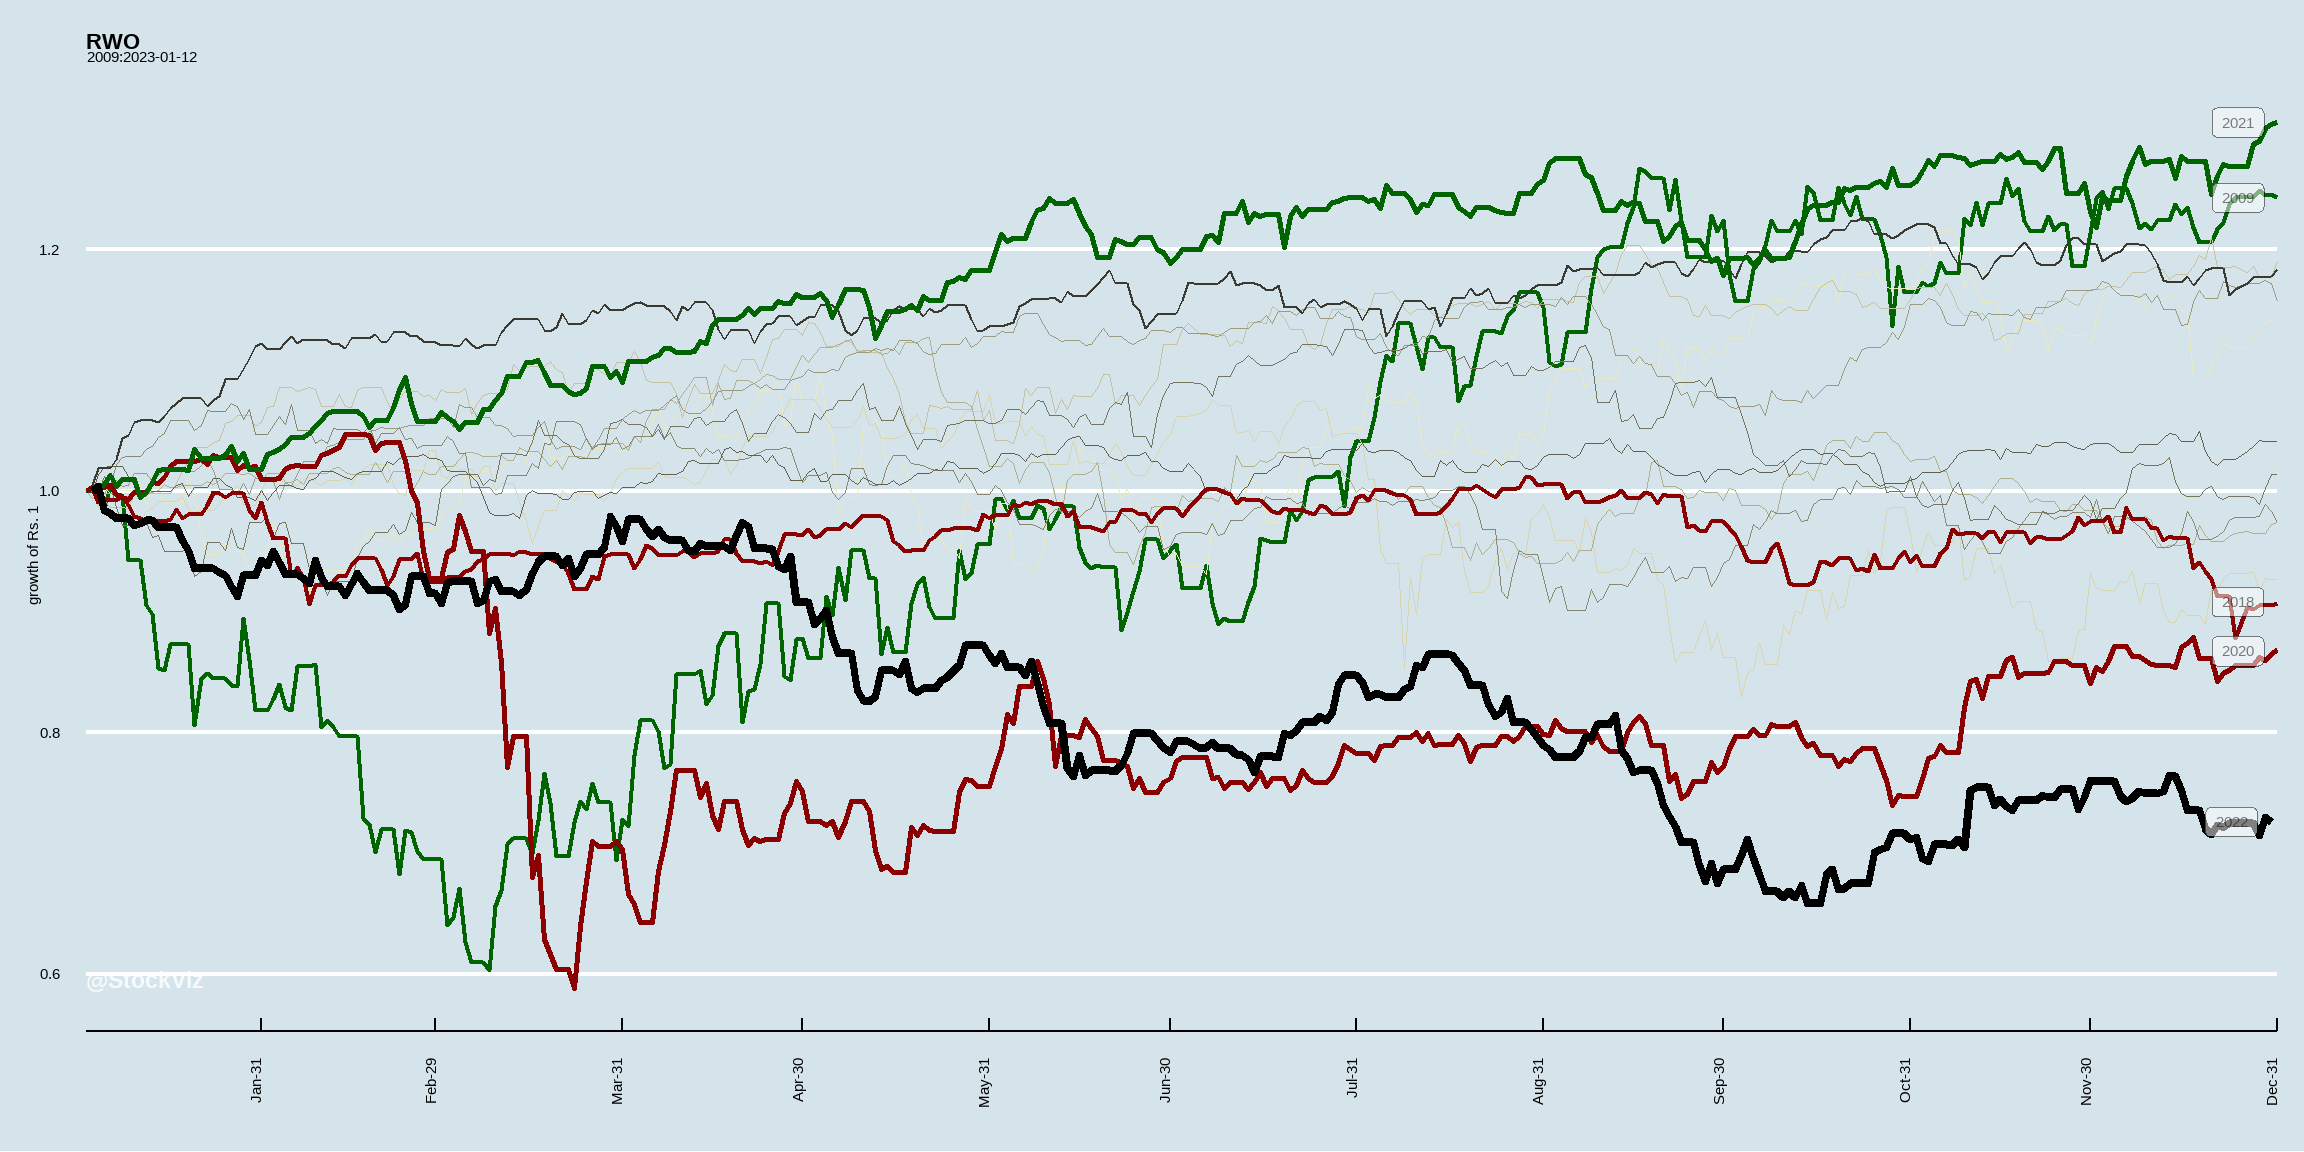 RWO
2009:2023-01-12
2021
2009
1.2
1.0
growth of Rs. 1
2018
2020
0.8
2022
0.6
@StockViz
Jan-31
Feb-29
Mar-31
Apr-30
May-31
Jun-30
Jul-31
Aug-31
Sep-30
Oct-31
Nov-30
Dec-31